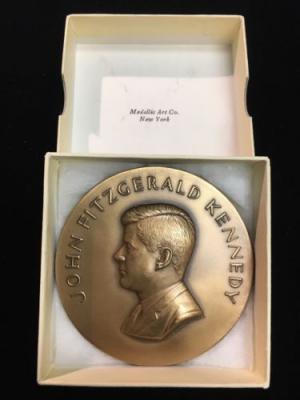 Medallic Art Co.
New York
JOHN FITZGERALD KENNEDY